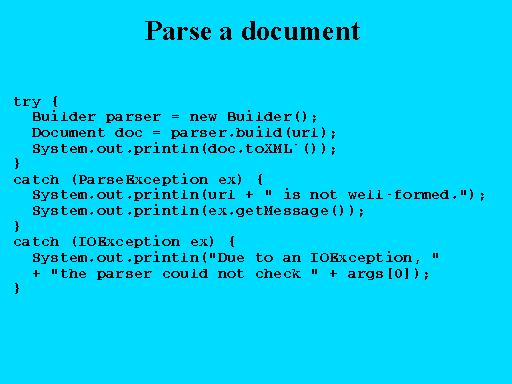 Parse a document
try {
  Builder parser = new Builder();
  Document doc = parser.build(url);
  System.out.println(doc.toXML`());
}
catch (ParseException ex) {
  System.out.println(url + " is not well-formed.");
  System.out.println(ex.getMessage());
}
catch (IOException ex) {
  System.out.println("Due to an IOException, "
  + "the parser could not check " + args[0]);
}